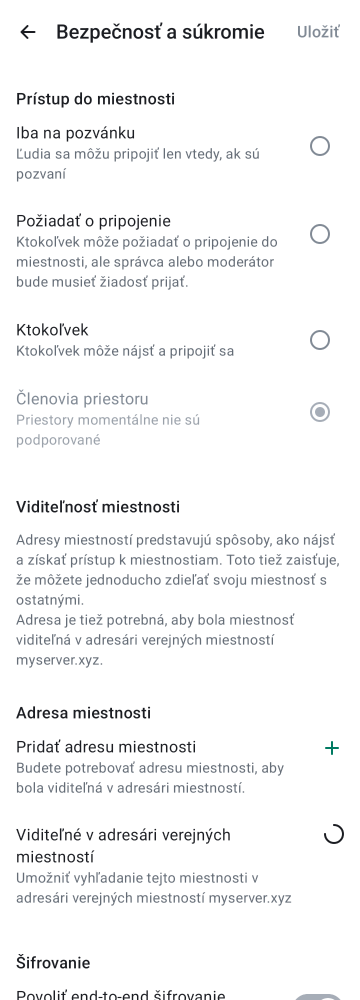 Bezpečnosť a súkromie
Uložiť
Prístup do miestnosti
Iba na pozvánku
Ľudia sa môžu pripojiť len vtedy, ak sú
pozvaní
Požiadať o pripojenie
Ktokoľvek môže požiadať o pripojenie do
miestnosti, ale správca alebo moderátor
bude musieť žiadosť prijať.
Ktokoľvek
Ktokoľvek môže nájsť a pripojiť sa
Členovia priestoru
Priestory momentálne nie sú
podporované
Viditeľnosť miestnosti
Adresy miestností predstavujú spôsoby, ako nájsť
a získať prístup k miestnostiam. Toto tiež zaisťuje,
že môžete jednoducho zdieľať svoju miestnosť s
ostatnými.
Adresa je tiež potrebná, aby bola miestnosť
viditeľná v adresári verejných miestností
myserver.xyz.
Adresa miestnosti
Pridať adresu miestnosti
Budete potrebovať adresu miestnosti, aby
bola viditeľná v adresári miestností.
Viditeľné v adresári verejných
miestností
Umožniť vyhľadanie tejto miestnosti v
adresári verejných miestností myserver.xyz
Šifrovanie
Povoliť end-to-end šifrovanie